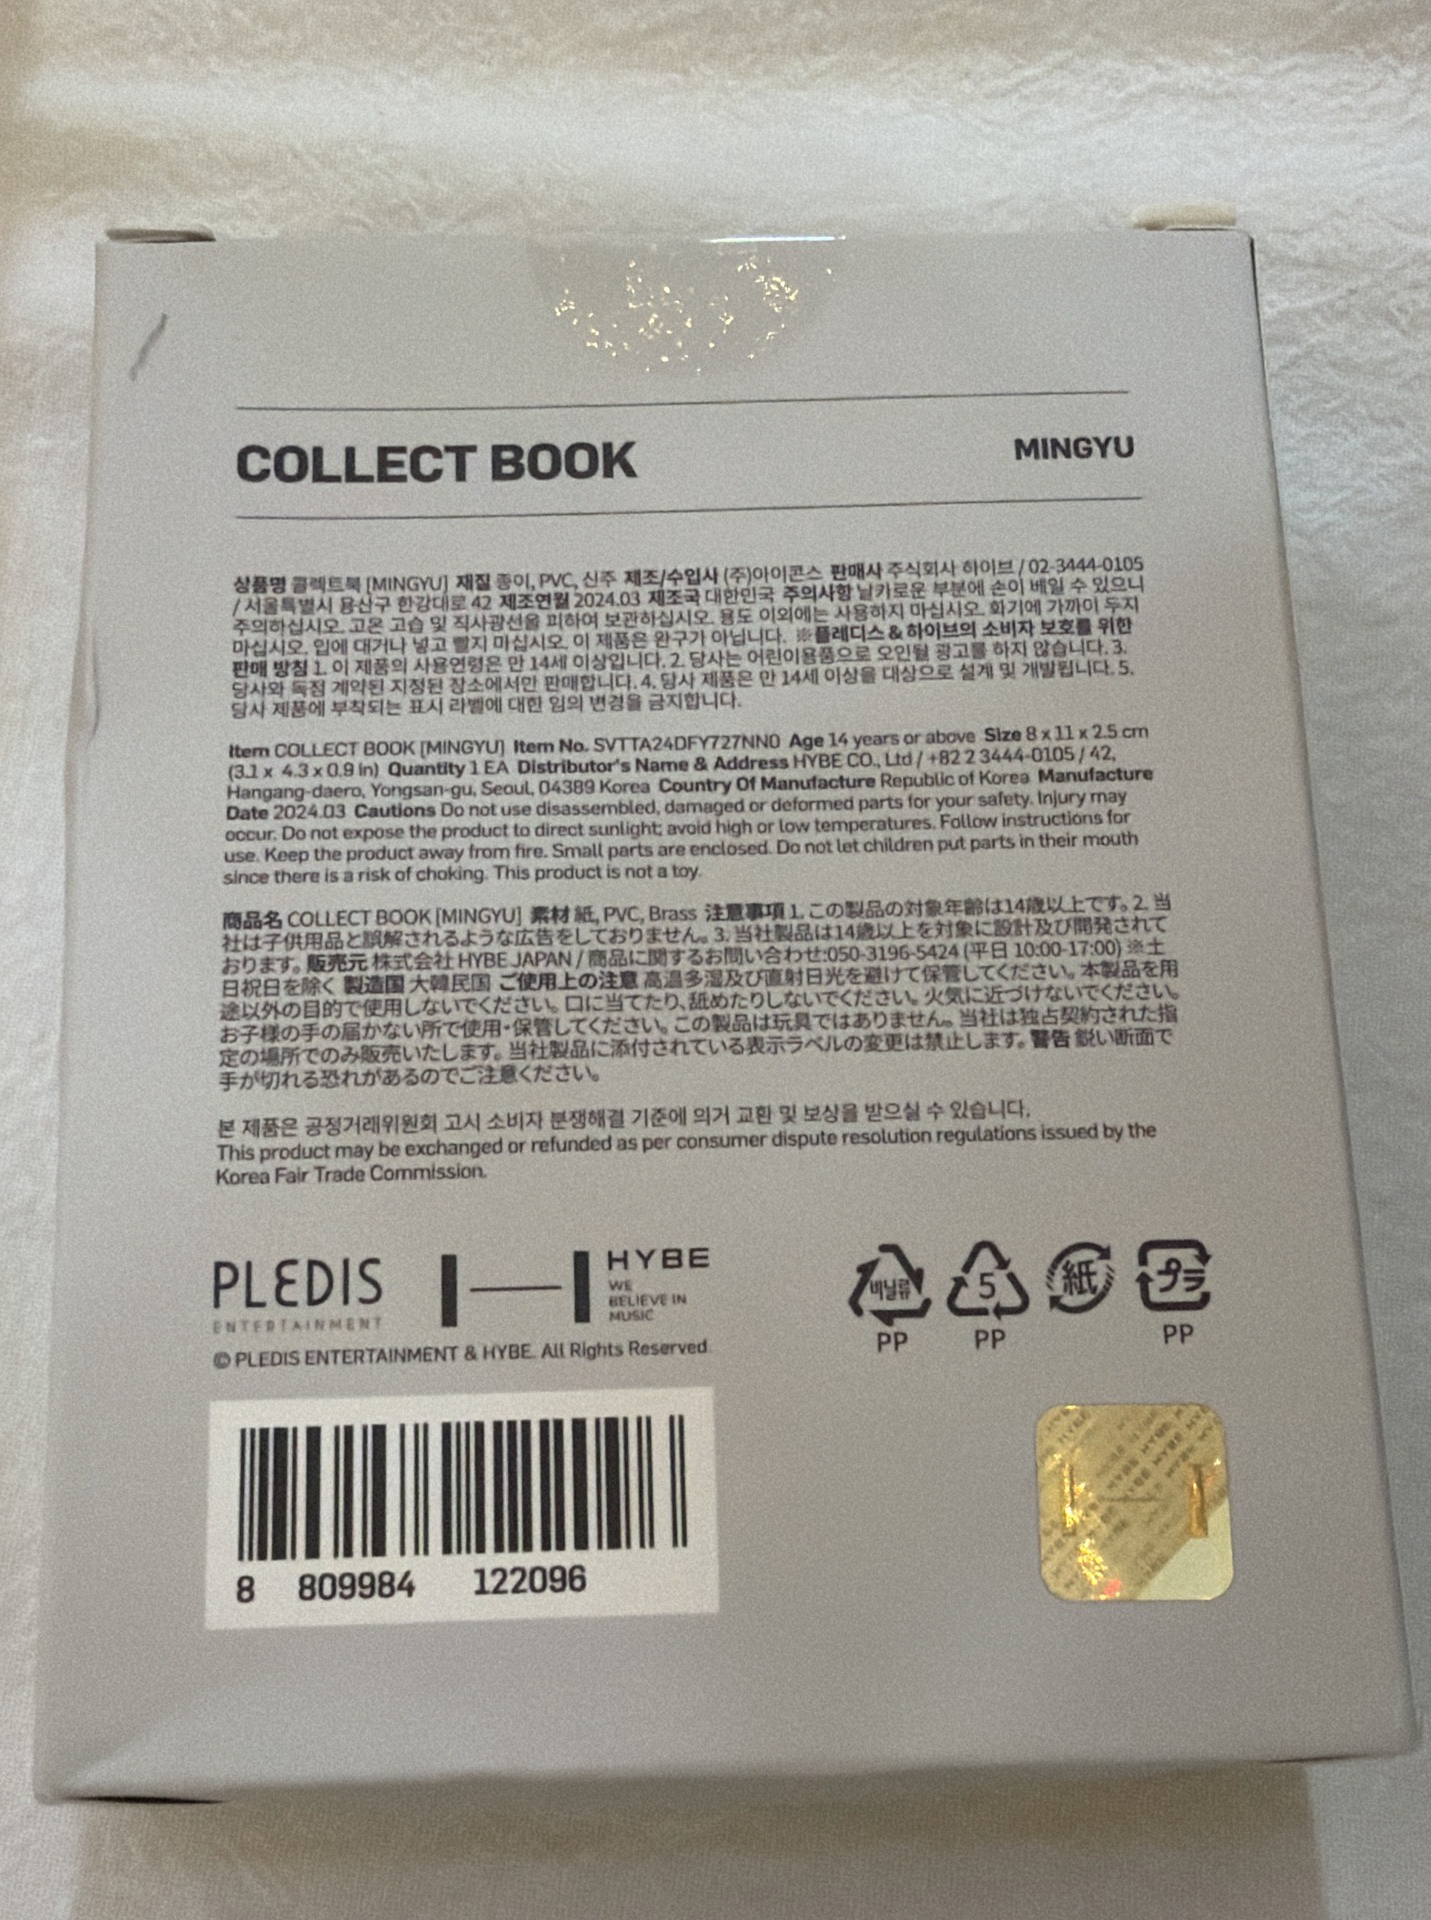 COLLECT BOOK
MINGYU
상품명 콜렉트북 [MINGYU] 재질 종이, PVC, 신주 제조/수입사 (주)아이콘스 판매사 주식회사 하이브 / 02-3444-0105
/ 서울특별시 용산구 한강대로 42 제조연월 2024.03 제조국 대한민국 주의사항 날카로운 부분에 손이 베일 수 있으니
주의하십시오. 고온 고습 및 직사광선을 피하여 보관하십시오. 용도 이외에는 사용하지 마십시오. 화기에 가까이 두지
마십시오. 입에 대거나 넣고 빨지 마십시오. 이 제품은 완구가 아닙니다. ※플레디스 & 하이브의 소비자 보호를 위한
판매 방침 1. 이 제품의 사용연령은 만 14세 이상입니다. 2. 당사는 어린이용품으로 오인될 광고를 하지 않습니다. 3.
당사와 독점 계약된 지정된 장소에서만 판매합니다. 4. 당사 제품은 만 14세 이상을 대상으로 설계 및 개발됩니다. 5.
당사 제품에 부착되는 표시 라벨에 대한 임의 변경을 금지합니다.
Item COLLECT BOOK [MINGYU] Item No. SVTTA24DFY727NN0 Age 14 years or above Size 8 x 11 x 2.5 cm
(3.1 x 4.3 x 0.9 in) Quantity 1 EA Distributor's Name & Address HYBE CO., Ltd / +82 2 3444-0105 / 42,
Hangang-daero, Yongsan-gu, Seoul, 04389 Korea Country Of Manufacture Republic of Korea Manufacture
Date 2024.03 Cautions Do not use disassembled, damaged or deformed parts for your safety. Injury may
occur. Do not expose the product to direct sunlight; avoid high or low temperatures. Follow instructions for
use. Keep the product away from fire. Small parts are enclosed. Do not let children put parts in their mouth
since there is a risk of choking. This product is not a toy.
商品名 COLLECT BOOK [MINGYU] 素材 紙, PVC, Brass 注意事項 1. この製品の対象年齢は14歳以上です。2. 当
社は子供用品と誤解されるような広告をしておりません。3. 当社製品は14歳以上を対象に設計及び開発されて
おります。販売元 株式会社 HYBE JAPAN / 商品に関するお問い合わせ:050-3196-5424 (平日 10:00-17:00) ※土
日祝日を除く 製造国 大韓民国 ご使用上の注意 高温多湿及び直射日光を避けて保管してください。本製品を用
途以外の目的で使用しないでください。口に当てたり、舐めたりしないでください。火気に近づけないでください。
お子様の手の届かない所で使用・保管してください。この製品は玩具ではありません。当社は独占契約された指
定の場所でのみ販売いたします。当社製品に添付されている表示ラベルの変更は禁止します。警告 鋭い断面で
手が切れる恐れがあるのでご注意ください。
본 제품은 공정거래위원회 고시 소비자 분쟁해결 기준에 의거 교환 및 보상을 받으실 수 있습니다.
This product may be exchanged or refunded as per consumer dispute resolution regulations issued by the
Korea Fair Trade Commission.
PLEDIS
ENTERTAINMENT
HYBE
WE
BELIEVE IN
MUSIC
비닐류
PP
5
PP
紙
プラ
PP
© PLEDIS ENTERTAINMENT & HYBE. All Rights Reserved.
8 809984 122096